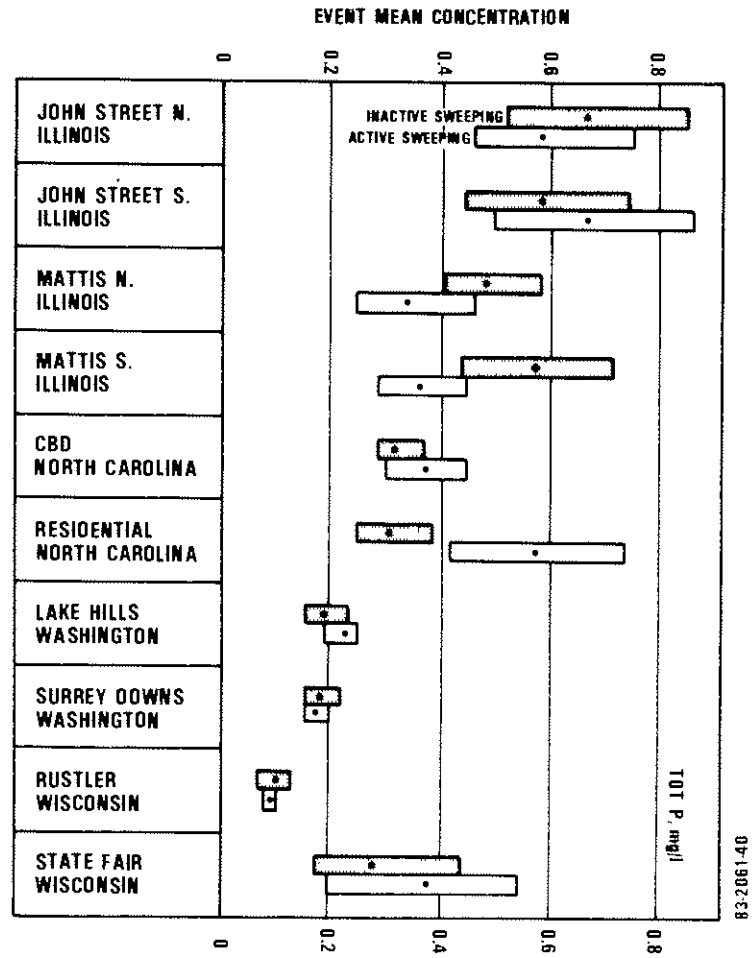 EVENT MEAN CONCENTRATION
0
0.2
0.4
0.6
0.8
JOHN STREET N.
ILLINOIS
INACTIVE SWEEPING
ACTIVE SWEEPING
JOHN STREET S.
ILLINOIS
MATTIS N.
ILLINOIS
MATTIS S.
ILLINOIS
CBD
NORTH CAROLINA
RESIDENTIAL
NORTH CAROLINA
LAKE HILLS
WASHINGTON
SURREY DOWNS
WASHINGTON
RUSTLER
WISCONSIN
STATE FAIR
WISCONSIN
TOT P, mg/l
0
0.2
0.4
0.6
0.8
83-2061-40